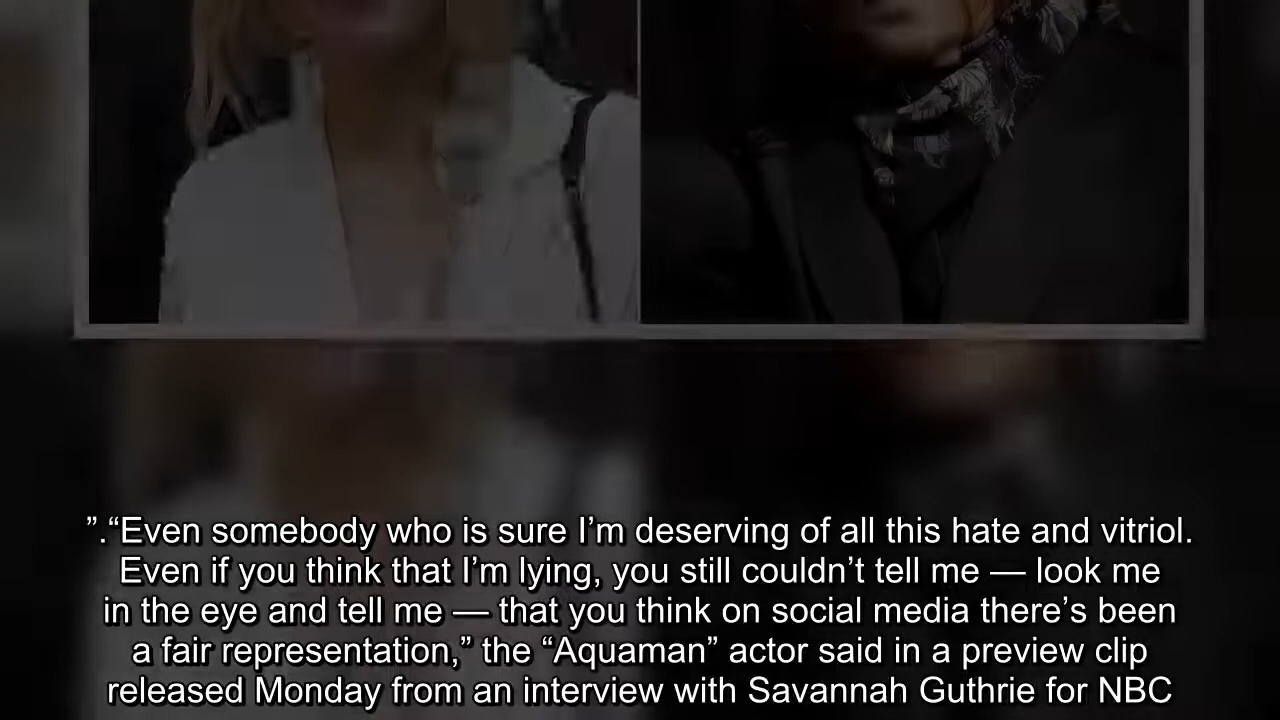 ”.“Even somebody who is sure I’m deserving of all this hate and vitriol.
Even if you think that I’m lying, you still couldn’t tell me — look me
in the eye and tell me — that you think on social media there’s been
a fair representation,” the “Aquaman” actor said in a preview clip
released Monday from an interview with Savannah Guthrie for NBC